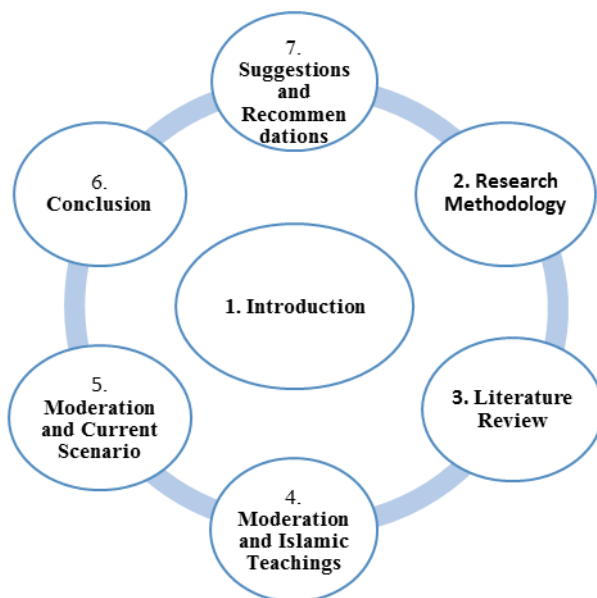 7.
Suggestions
and
Recommen
dations
2. Research
Methodology
6.
Conclusion
1. Introduction
3. Literature
Review
5.
Moderation
and Current
Scenario
4.
Moderation
and Islamic
Teachings